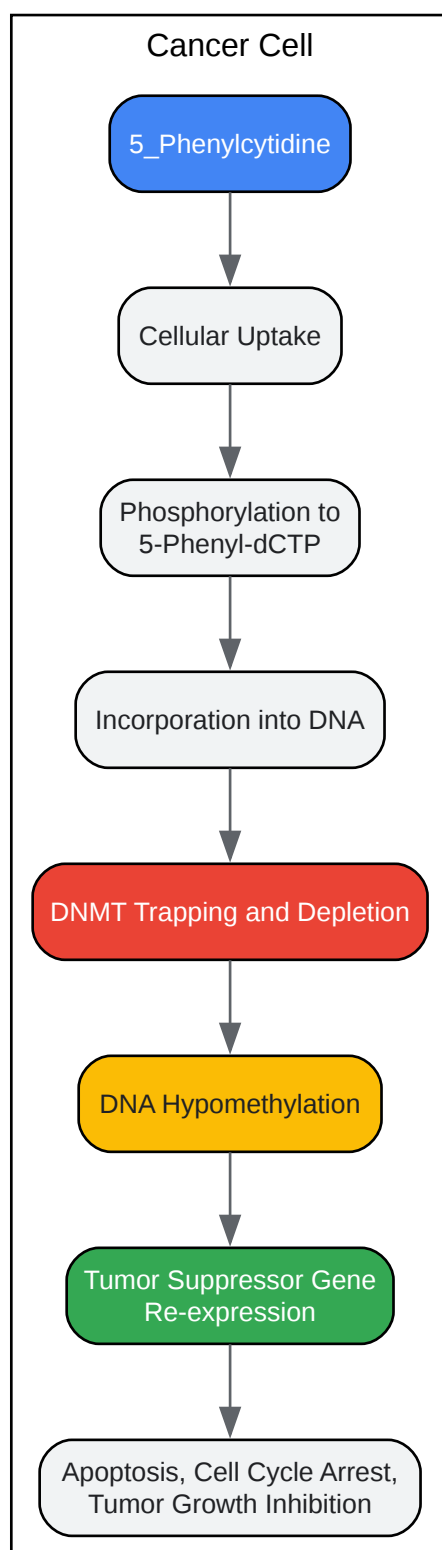 Cancer Cell
5_Phenylcytidine
Cellular Uptake
Phosphorylation to
5-Phenyl-dCTP
Incorporation into DNA
DNMT Trapping and Depletion
DNA Hypomethylation
Tumor Suppressor Gene
Re-expression
Apoptosis, Cell Cycle Arrest,
Tumor Growth Inhibition